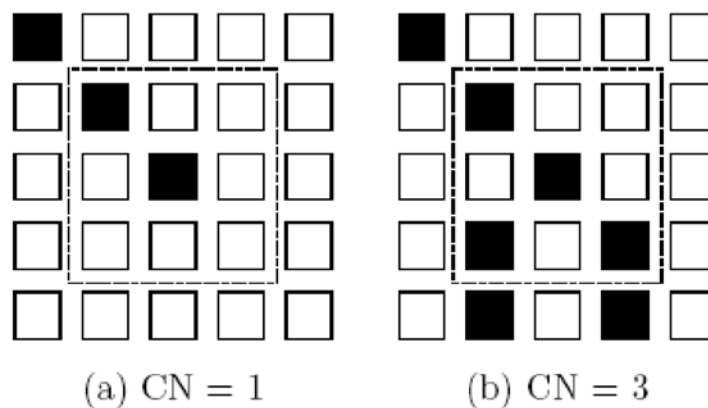 (a) CN = 1
(b) CN = 3